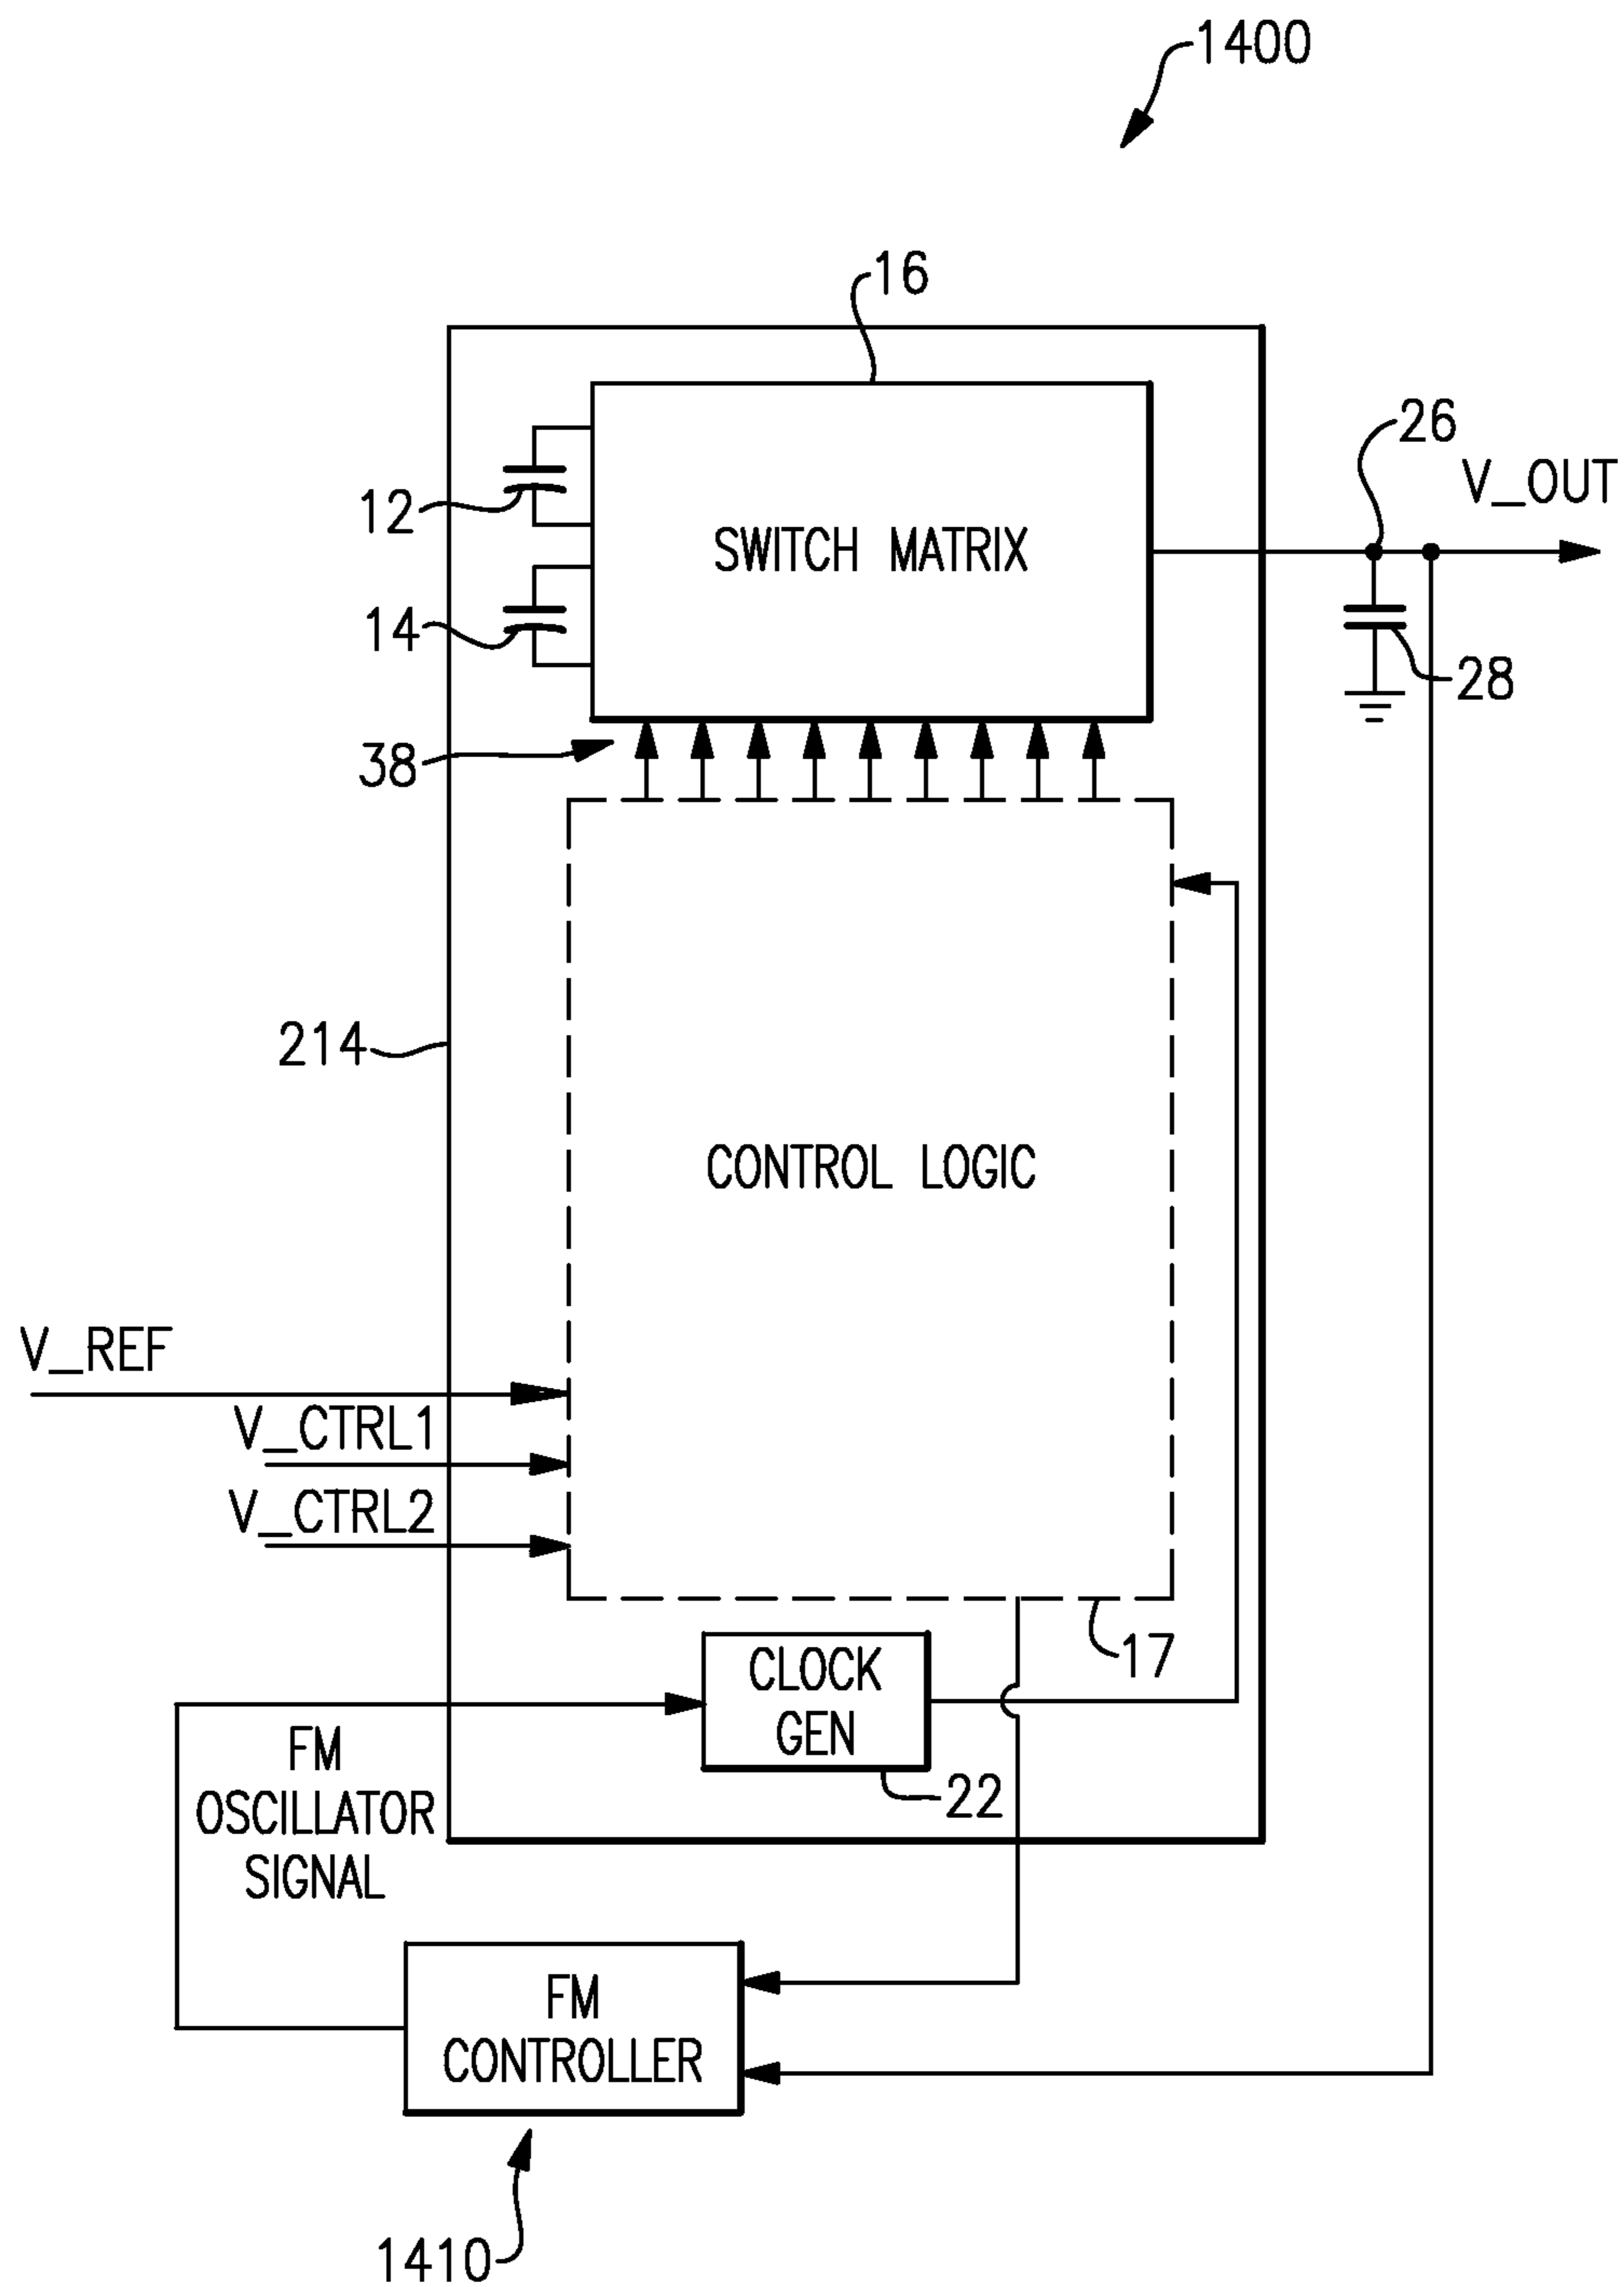 1400
16
26
V_OUT
12
SWITCH MATRIX
14
28
38
214
CONTROL LOGIC
V_REF
V_CTRL1
V_CTRL2
17
CLOCK
GEN
FM
OSCILLATOR
SIGNAL
22
FM
CONTROLLER
1410